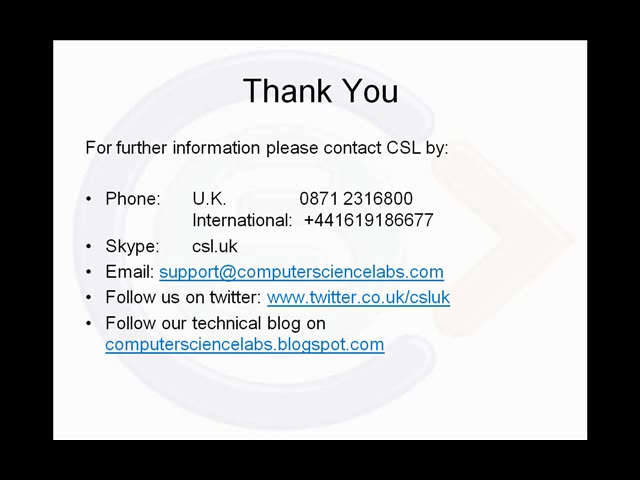 Thank You
For further information please contact CSL by:
• Phone: U.K. 0871 2316800
International: +441619186677
• Skype: csl.uk
• Email: support@computersciencelabs.com
• Follow us on twitter: www.twitter.co.uk/csluk
• Follow our technical blog on
computersciencelabs.blogspot.com